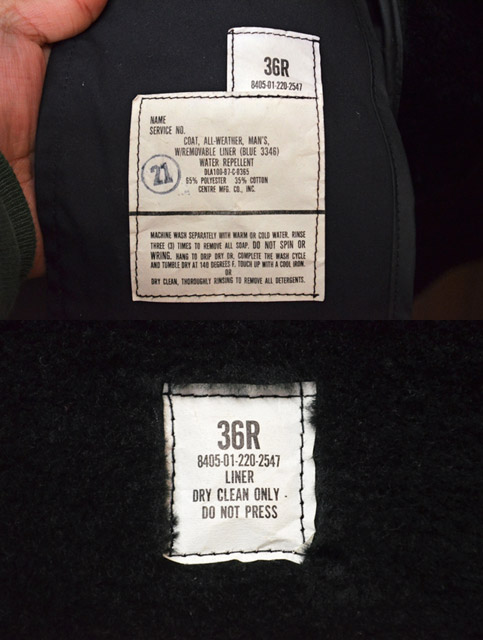 36R
8405-01-220-2547
NAME
SERVICE NO.
COAT, ALL-WEATHER, MAN'S,
W/REMOVABLE LINER (BLUE 3346)
WATER REPELLENT
DLA100-87-C-0365
65% POLYESTER 35% COTTON
CENTRE MFG. CO., INC.
21
MACHINE WASH SEPARATELY WITH WARM OR COLD WATER. RINSE
THREE (3) TIMES TO REMOVE ALL SOAP. DO NOT SPIN OR
WRING. HANG TO DRIP DRY OR, COMPLETE THE WASH CYCLE
AND TUMBLE DRY AT 140 DEGREES F. TOUCH UP WITH A COOL IRON.
OR
DRY CLEAN, THOROUGHLY RINSING TO REMOVE ALL DETERGENTS.
36R
8405-01-220-2547
LINER
DRY CLEAN ONLY -
DO NOT PRESS